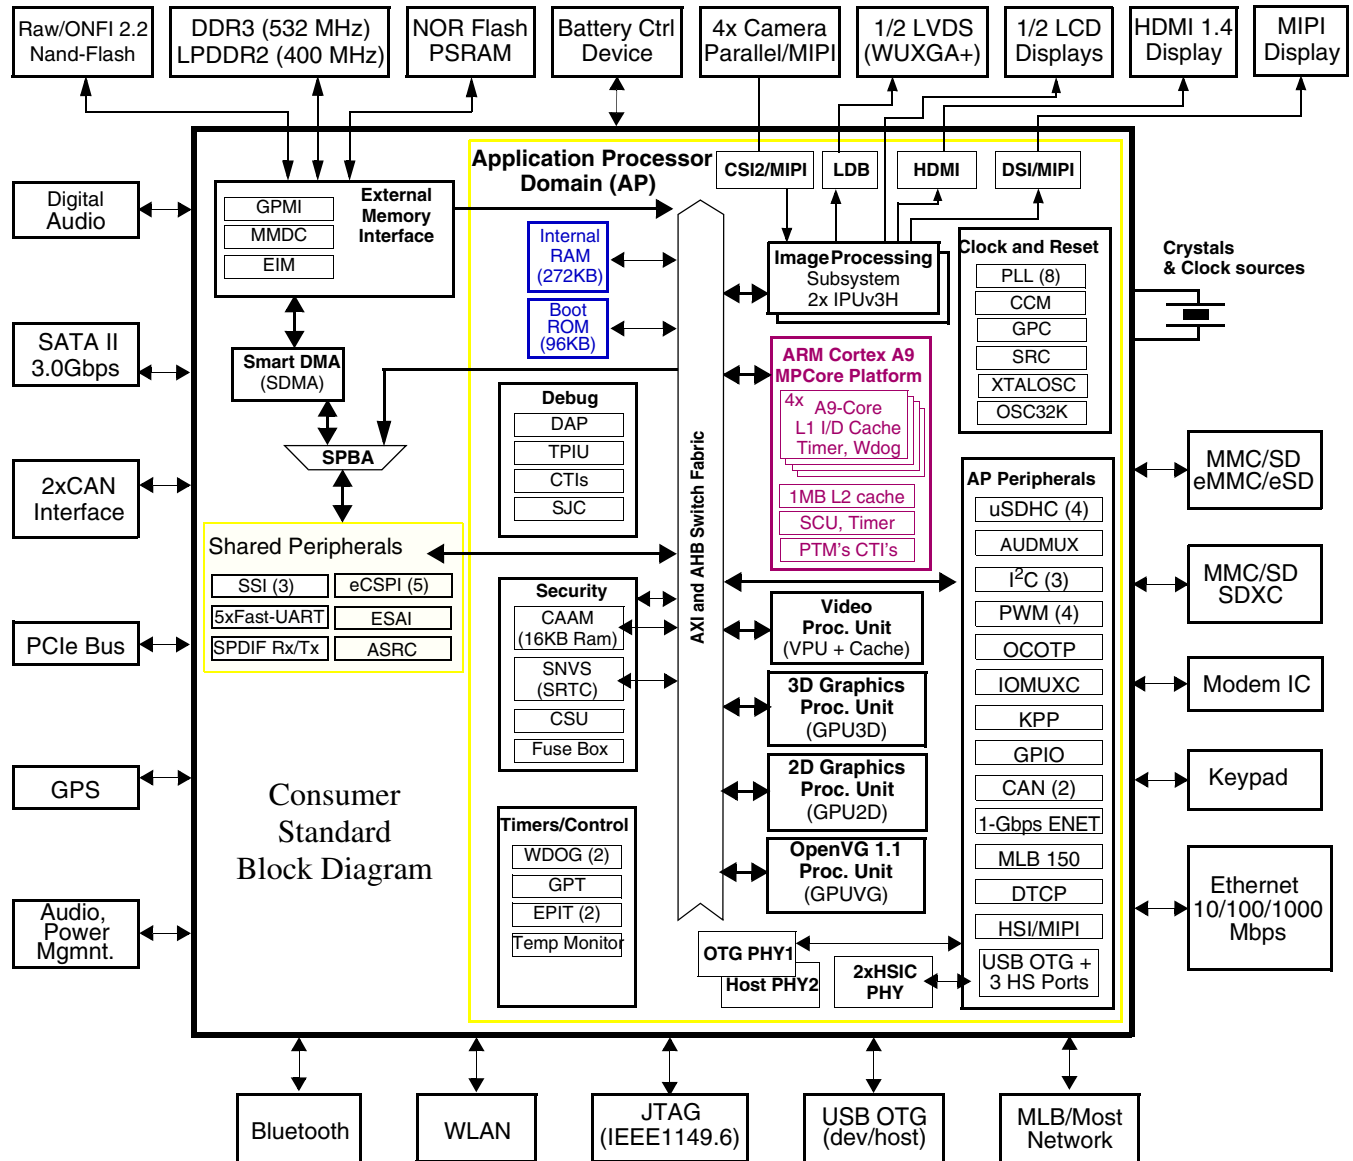 Raw/ONFI 2.2
Nand-Flash
DDR3 (532 MHz)
LPDDR2 (400 MHz)
NOR Flash
PSRAM
Battery Ctrl
Device
4x Camera
Parallel/MIPI
1/2 LVDS
(WUXGA+)
1/2 LCD
Displays
HDMI 1.4
Display
MIPI
Display
Digital
Audio
SATA II
3.0Gbps
2xCAN
Interface
PCIe Bus
GPS
Audio,
Power
Mgmnt.
External
Memory
Interface
GPMI
MMDC
EIM
Smart DMA
(SDMA)
SPBA
Shared Peripherals
SSI (3)
eCSPI (5)
5xFast-UART
ESAI
SPDIF Rx/Tx
ASRC
Consumer
Standard
Block Diagram
Application Processor
Domain (AP)
Internal
RAM
(272KB)
Boot
ROM
(96KB)
Debug
DAP
TPIU
CTIs
SJC
Security
CAAM
(16KB Ram)
SNVS
(SRTC)
CSU
Fuse Box
Timers/Control
WDOG (2)
GPT
EPIT (2)
Temp Monitor
AXI and AHB Switch Fabric
CSI2/MIPI
LDB
HDMI
DSI/MIPI
Image Processing
Subsystem
2x IPUv3H
ARM Cortex A9
MPCore Platform
4x
A9-Core
L1 I/D Cache
Timer, Wdog
1MB L2 cache
SCU, Timer
PTM's CTI's
Video
Proc. Unit
(VPU + Cache)
3D Graphics
Proc. Unit
(GPU3D)
2D Graphics
Proc. Unit
(GPU2D)
OpenVG 1.1
Proc. Unit
(GPUVG)
OTG PHY1
Host PHY2
2xHSIC
PHY
Clock and Reset
PLL (8)
CCM
GPC
SRC
XTALOSC
OSC32K
AP Peripherals
uSDHC (4)
AUDMUX
I²C (3)
PWM (4)
OCOTP
IOMUXC
KPP
GPIO
CAN (2)
1-Gbps ENET
MLB 150
DTCP
HSI/MIPI
USB OTG +
3 HS Ports
Crystals
& Clock sources
MMC/SD
eMMC/eSD
MMC/SD
SDXC
Modem IC
Keypad
Ethernet
10/100/1000
Mbps
Bluetooth
WLAN
JTAG
(IEEE1149.6)
USB OTG
(dev/host)
MLB/Most
Network